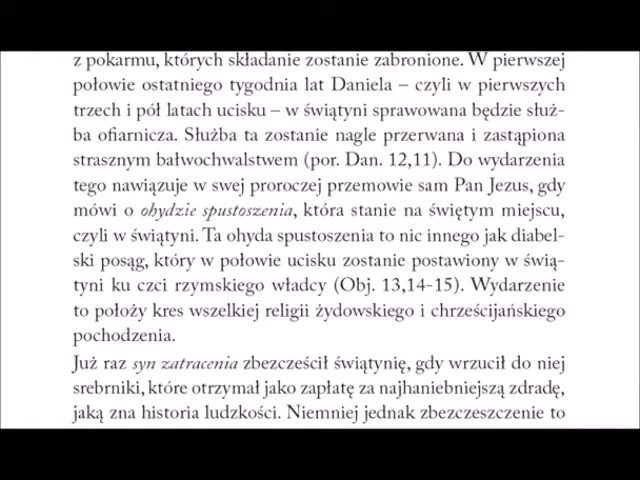 z pokarmu, których składanie zostanie zabronione. W pierwszej
połowie ostatniego tygodnia lat Daniela – czyli w pierwszych
trzech i pół latach ucisku – w świątyni sprawowana będzie służ-
ba ofiarnicza. Służba ta zostanie nagle przerwana i zastąpiona
strasznym bałwochwalstwem (por. Dan. 12,11). Do wydarzenia
tego nawiązuje w swej proroczej przemowie sam Pan Jezus, gdy
mówi o ohydzie spustoszenia, która stanie na świętym miejscu,
czyli w świątyni. Ta ohyda spustoszenia to nic innego jak diabel-
ski posąg, który w połowie ucisku zostanie postawiony w świą-
tyni ku czci rzymskiego władcy (Obj. 13,14-15). Wydarzenie
to położy kres wszelkiej religii żydowskiego i chrześcijańskiego
pochodzenia.
Już raz syn zatracenia zbezcześcił świątynię, gdy wrzucił do niej
srebrniki, które otrzymał jako zapłatę za najhaniebniejszą zdradę,
jaką zna historia ludzkości. Niemniej jednak zbezczeszczenie to